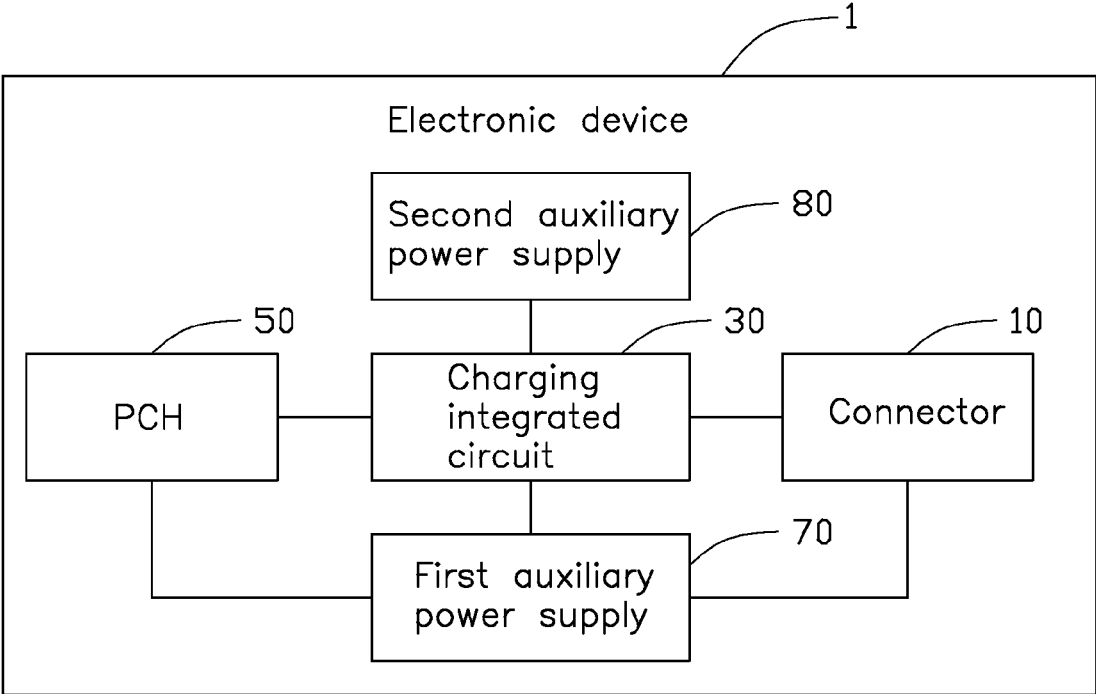 1
Electronic device
Second auxiliary
power supply
80
50
30
10
PCH
Charging
integrated
circuit
Connector
70
First auxiliary
power supply